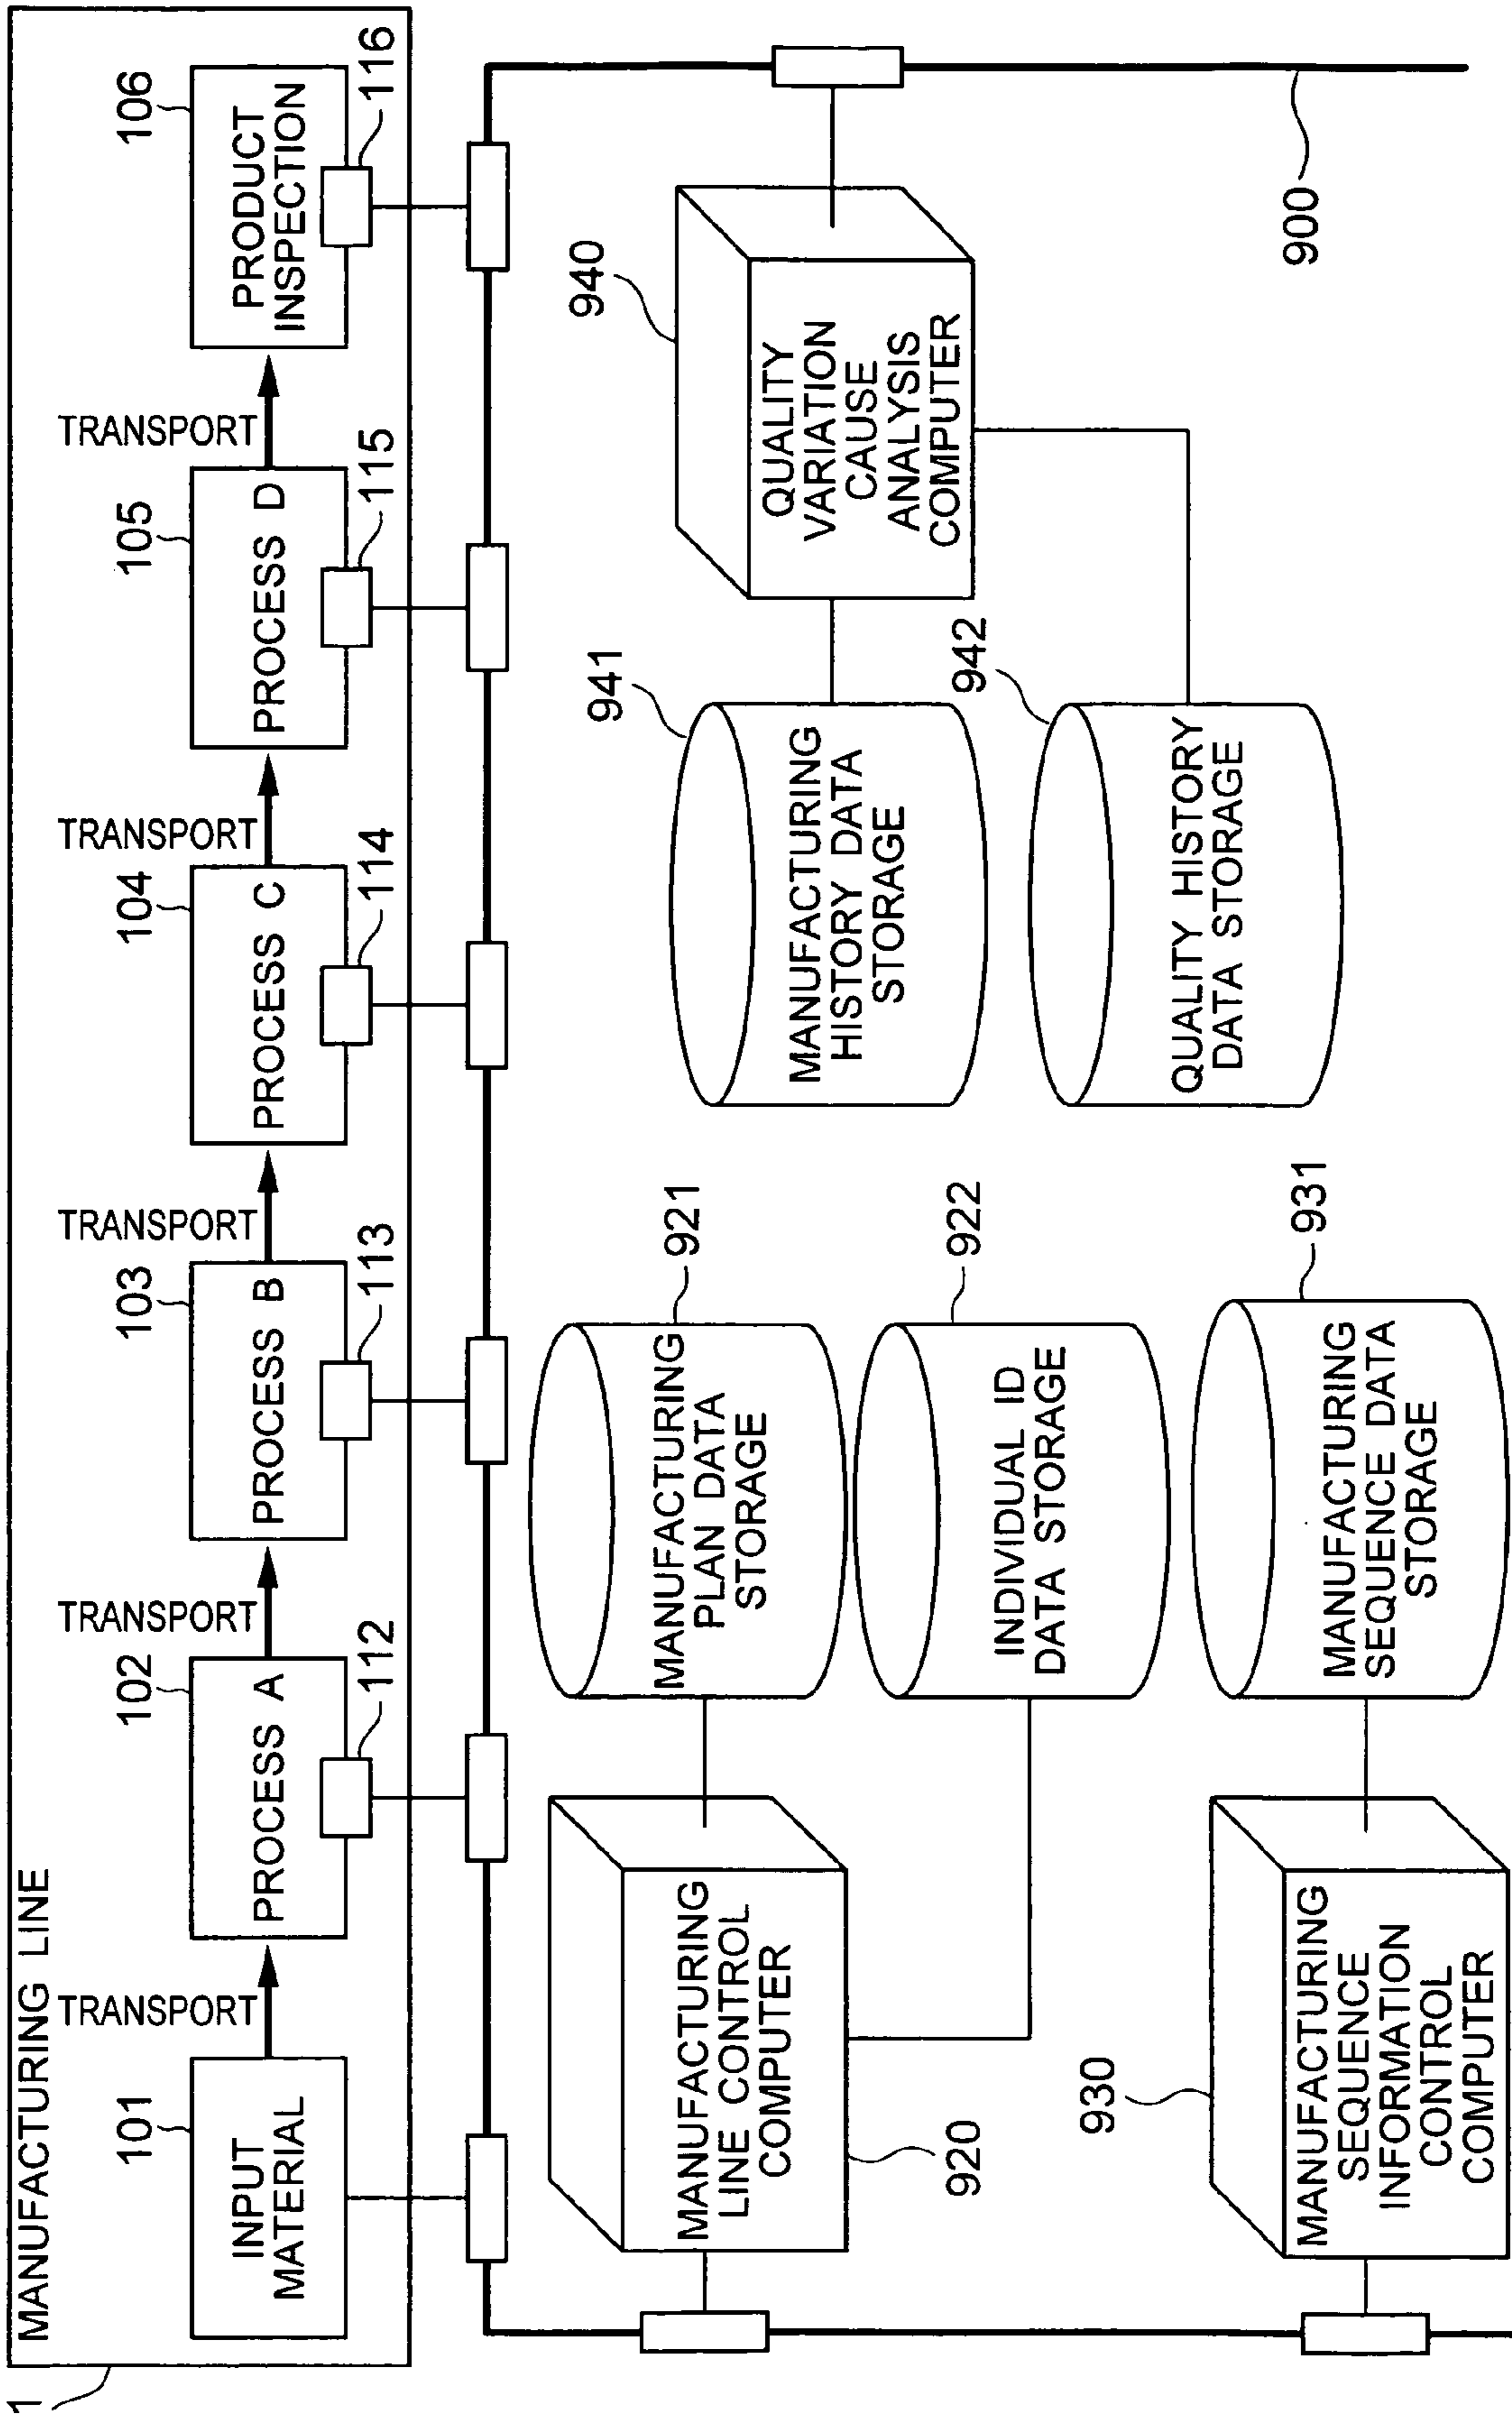 1
MANUFACTURING LINE
101
INPUT
MATERIAL
TRANSPORT
102
PROCESS A
112
TRANSPORT
103
PROCESS B
113
TRANSPORT
104
PROCESS C
114
TRANSPORT
105
PROCESS D
115
TRANSPORT
106
PRODUCT
INSPECTION
116
MANUFACTURING
LINE CONTROL
COMPUTER
920
MANUFACTURING
PLAN DATA
STORAGE
921
INDIVIDUAL ID
DATA STORAGE
922
930
MANUFACTURING
SEQUENCE
INFORMATION
CONTROL
COMPUTER
MANUFACTURING
SEQUENCE DATA
STORAGE
931
941
MANUFACTURING
HISTORY DATA
STORAGE
942
QUALITY HISTORY
DATA STORAGE
940
QUALITY
VARIATION
CAUSE
ANALYSIS
COMPUTER
900